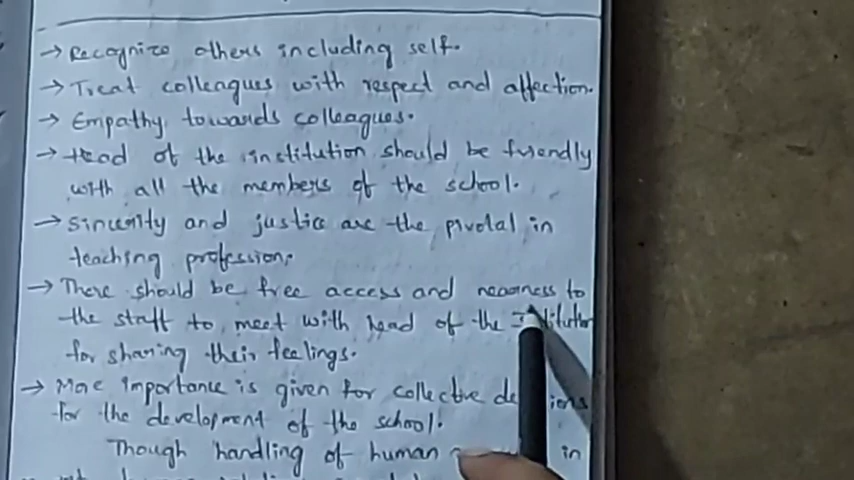 → Recognize others including self.
→ Treat colleagues with respect and affection.
→ Empathy towards colleagues.
→ Head of the institution should be friendly
with all the members of the school.
→ Sincerity and justice are the pivotal in
teaching profession.
→ There should be free access and nearness to
the staff to meet with head of the
for sharing their feelings.
→ More importance is given for collective
for the development of the school.
Though handling of human in